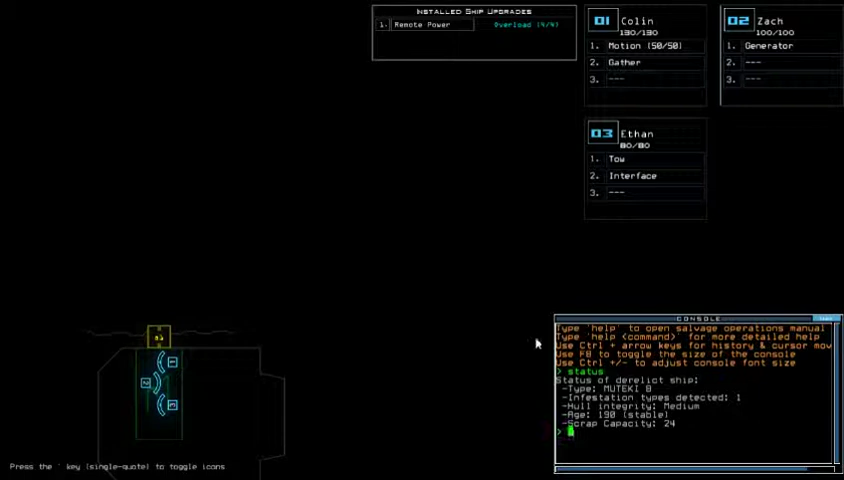 INSTALLED SHIP UPGRADES
1. Remote Power Overload (4/4)
01 Colin
130/130
1. Motion (50/50)
2. Gather
3. ---
02 Zach
100/100
1. Generator
2. ---
3. ---
03 Ethan
80/80
1. Tow
2. Interface
3. ---
1
2
3
Press the ` key (single-quote) to toggle icons
CONSOLE
Type 'help' to open salvage operations manual
Type 'help <command>' for more detailed help
Use Ctrl + arrow keys for history & cursor mov
Use F8 to toggle the size of the console
Use Ctrl +/- to adjust console font size
> status
Status of derelict ship:
-Type: MUTEKI B
-Infestation types detected: 1
-Hull integrity: Medium
-Age: 190 (stable)
-Scrap Capacity: 24
>